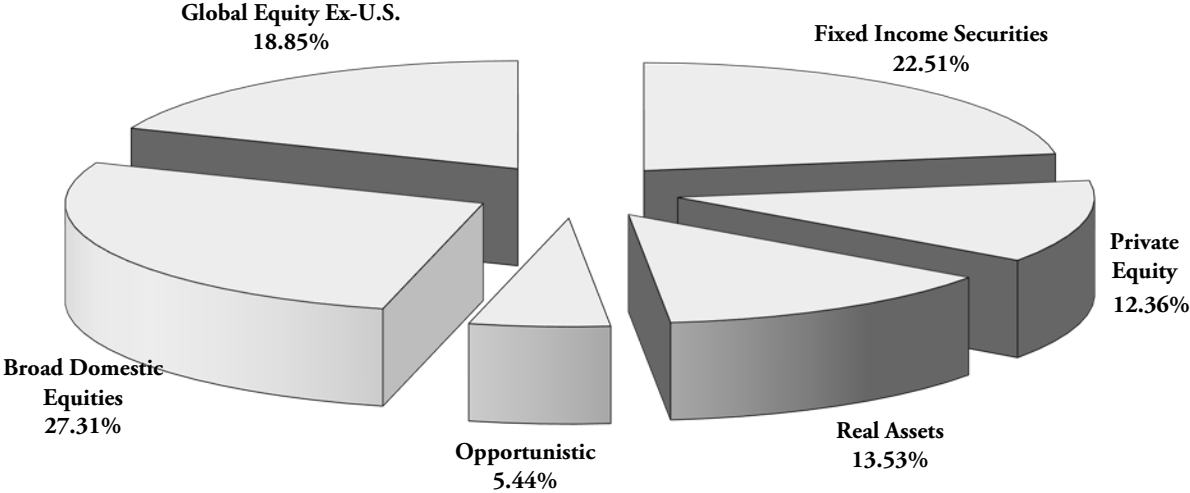 Global Equity Ex-U.S.
18.85%
Fixed Income Securities
22.51%
Private
Equity
12.36%
Broad Domestic
Equities
27.31%
Opportunistic
5.44%
Real Assets
13.53%